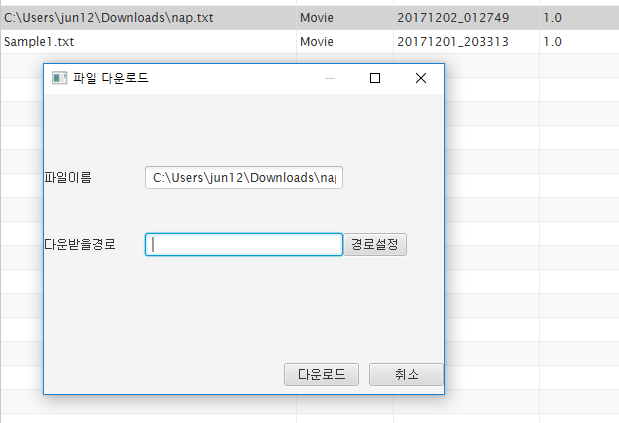 C:\Users\jun12\Downloads\nap.txt Movie 20171202_012749 1.0
Sample1.txt Movie 20171201_203313 1.0
파일 다운로드
파일이름 C:\Users\jun12\Downloads\nap
다운받을경로 경로설정
다운로드 취소